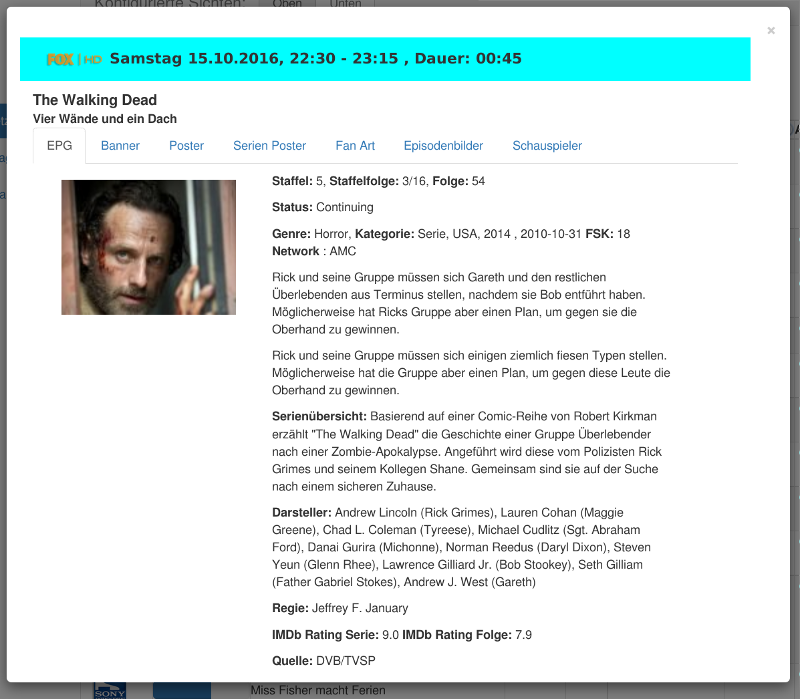 Konfigurierte Sichten: Oben Unten
×
FOX HD Samstag 15.10.2016, 22:30 - 23:15 , Dauer: 00:45
The Walking Dead
Vier Wände und ein Dach
EPG Banner Poster Serien Poster Fan Art Episodenbilder Schauspieler
Staffel: 5, Staffelfolge: 3/16, Folge: 54
Status: Continuing
Genre: Horror, Kategorie: Serie, USA, 2014 , 2010-10-31 FSK: 18
Network : AMC
Rick und seine Gruppe müssen sich Gareth und den restlichen
Überlebenden aus Terminus stellen, nachdem sie Bob entführt haben.
Möglicherweise hat Ricks Gruppe aber einen Plan, um gegen sie die
Oberhand zu gewinnen.
Rick und seine Gruppe müssen sich einigen ziemlich fiesen Typen stellen.
Möglicherweise hat die Gruppe aber einen Plan, um gegen diese Leute die
Oberhand zu gewinnen.
Serienübersicht: Basierend auf einer Comic-Reihe von Robert Kirkman
erzählt "The Walking Dead" die Geschichte einer Gruppe Überlebender
nach einer Zombie-Apokalypse. Angeführt wird diese vom Polizisten Rick
Grimes und seinem Kollegen Shane. Gemeinsam sind sie auf der Suche
nach einem sicheren Zuhause.
Darsteller: Andrew Lincoln (Rick Grimes), Lauren Cohan (Maggie
Greene), Chad L. Coleman (Tyreese), Michael Cudlitz (Sgt. Abraham
Ford), Danai Gurira (Michonne), Norman Reedus (Daryl Dixon), Steven
Yeun (Glenn Rhee), Lawrence Gilliard Jr. (Bob Stookey), Seth Gilliam
(Father Gabriel Stokes), Andrew J. West (Gareth)
Regie: Jeffrey F. January
IMDb Rating Serie: 9.0 IMDb Rating Folge: 7.9
Quelle: DVB/TVSP
SONY Miss Fisher macht Ferien